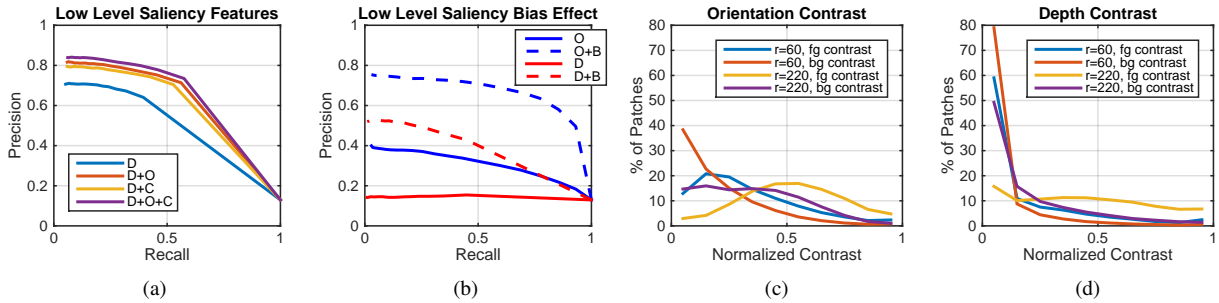 Low Level Saliency Features
Precision
1
0.8
0.6
0.4
0.2
0
0
0.5
1
Recall
D
D+O
D+C
D+O+C
(a)
Low Level Saliency Bias Effect
Precision
1
0.8
0.6
0.4
0.2
0
0
0.5
1
Recall
O
O+B
D
D+B
(b)
Orientation Contrast
% of Patches
80
70
60
50
40
30
20
10
0
0
0.5
1
Normalized Contrast
r=60, fg contrast
r=60, bg contrast
r=220, fg contrast
r=220, bg contrast
(c)
Depth Contrast
% of Patches
80
70
60
50
40
30
20
10
0
0
0.5
1
Normalized Contrast
r=60, fg contrast
r=60, bg contrast
r=220, fg contrast
r=220, bg contrast
(d)